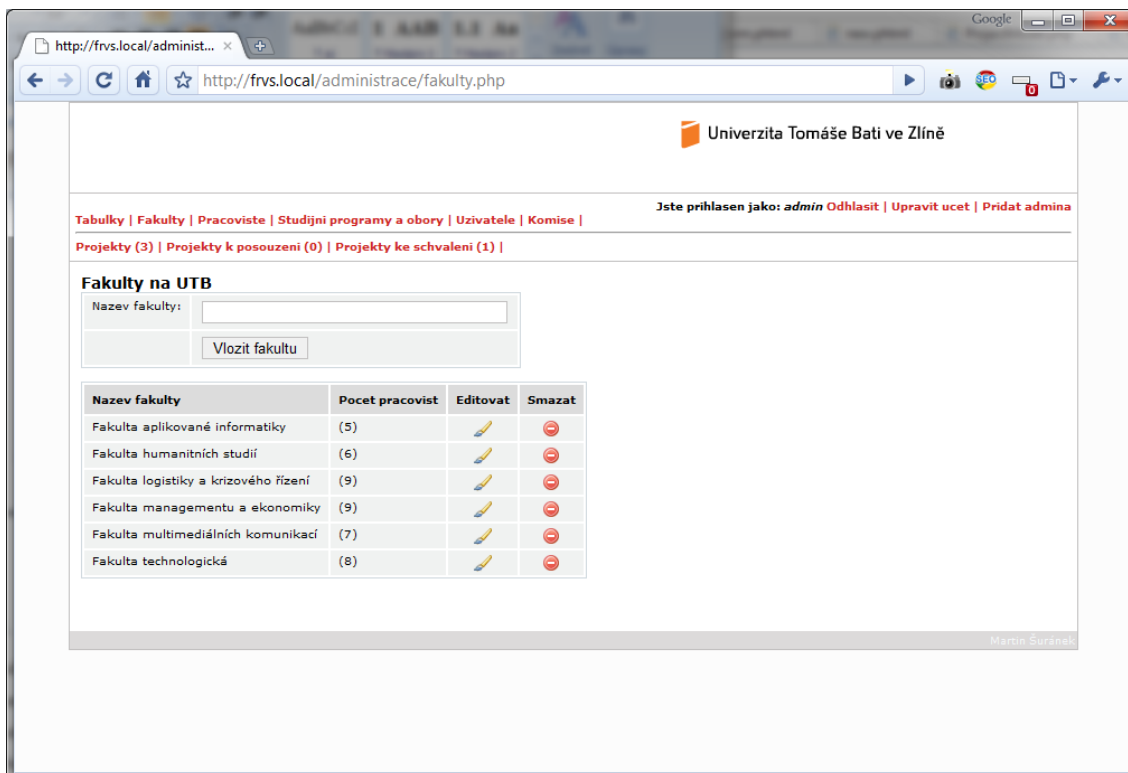 Google
http://frvs.local/administ...
http://frvs.local/administrace/fakulty.php
SEO
0
Univerzita Tomáše Bati ve Zlíně
Jste prihlasen jako: admin Odhlasit | Upravit ucet | Pridat admina
Tabulky | Fakulty | Pracoviste | Studijni programy a obory | Uzivatele | Komise |
Projekty (3) | Projekty k posouzeni (0) | Projekty ke schvaleni (1) |
Fakulty na UTB
Nazev fakulty:
Vlozit fakultu
Nazev fakulty Pocet pracovist Editovat Smazat
Fakulta aplikované informatiky (5)
Fakulta humanitních studií (6)
Fakulta logistiky a krizového řízení (9)
Fakulta managementu a ekonomiky (9)
Fakulta multimediálních komunikací (7)
Fakulta technologická (8)
Martin Šuránek